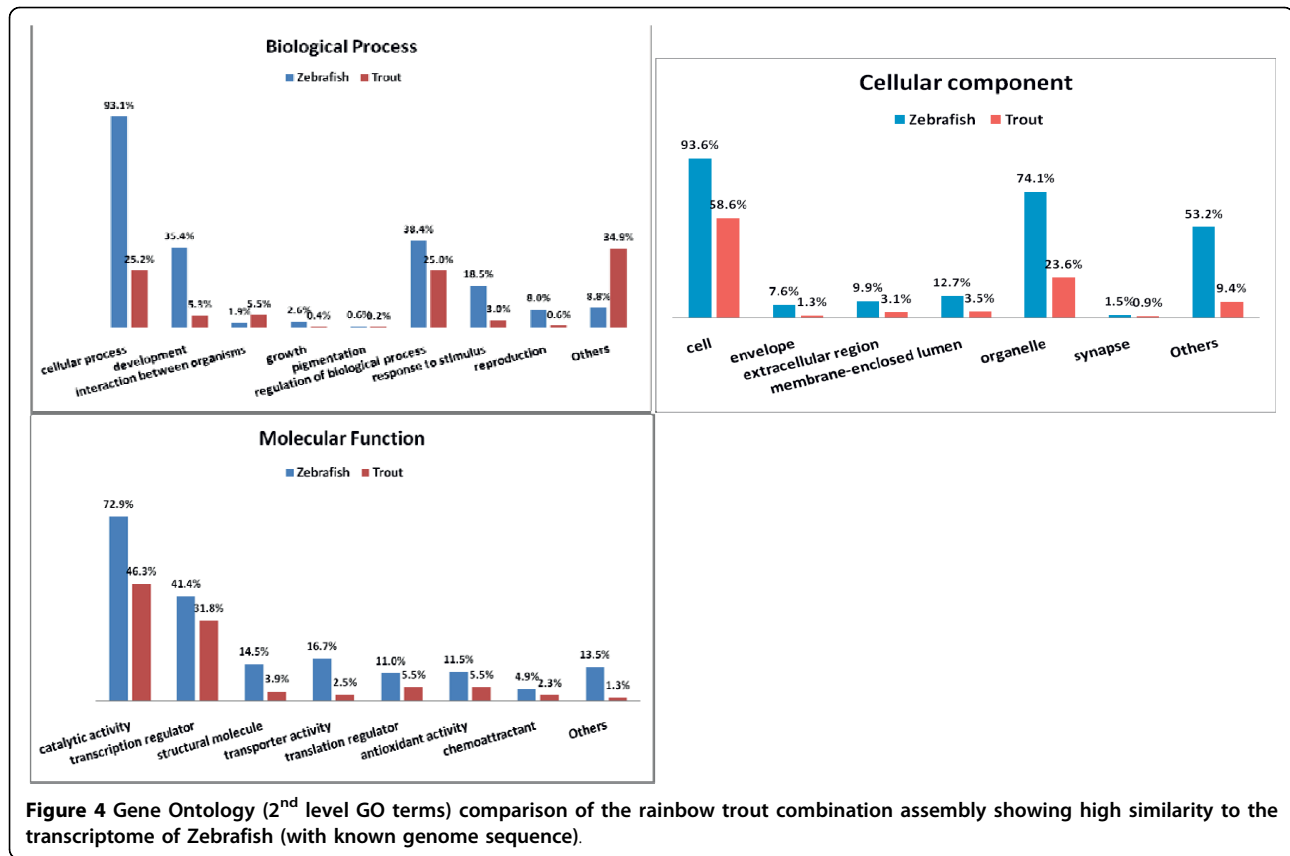 Biological Process
Zebrafish Trout
93.1%
25.2%
35.4%
5.3%
1.9%
5.5%
2.6%
0.4%
0.6%
0.2%
38.4%
25.0%
18.5%
3.0%
8.0%
0.6%
8.8%
34.9%
cellular process
development
interaction between organisms
growth
pigmentation
regulation of biological process
response to stimulus
reproduction
Others
Cellular component
Zebrafish Trout
93.6%
58.6%
7.6%
1.3%
9.9%
3.1%
12.7%
3.5%
74.1%
23.6%
1.5%
0.9%
53.2%
9.4%
cell
envelope
extracellular region
membrane-enclosed lumen
organelle
synapse
Others
Molecular Function
Zebrafish Trout
72.9%
46.3%
41.4%
31.8%
14.5%
3.9%
16.7%
2.5%
11.0%
5.5%
11.5%
5.5%
4.9%
2.3%
13.5%
1.3%
catalytic activity
transcription regulator
structural molecule
transporter activity
translation regulator
antioxidant activity
chemoattractant
Others
Figure 4 Gene Ontology (2nd level GO terms) comparison of the rainbow trout combination assembly showing high similarity to the
transcriptome of Zebrafish (with known genome sequence).